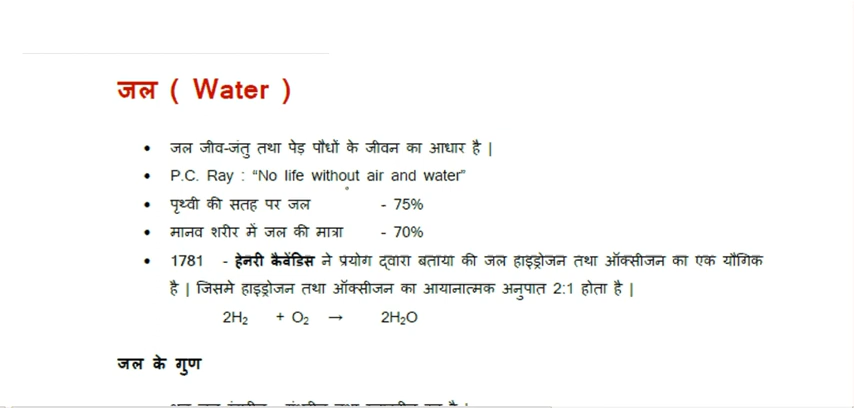 जल ( Water )
• जल जीव-जंतु तथा पेड़ पौधों के जीवन का आधार है |
• P.C. Ray : “No life without air and water”
• पृथ्वी की सतह पर जल - 75%
• मानव शरीर में जल की मात्रा - 70%
• 1781 - हेनरी कैवेंडिस ने प्रयोग द्वारा बताया की जल हाइड्रोजन तथा ऑक्सीजन का एक यौगिक
है | जिसमे हाइड्रोजन तथा ऑक्सीजन का आयानात्मक अनुपात 2:1 होता है |
2H₂ + O₂ → 2H₂O
जल के गुण